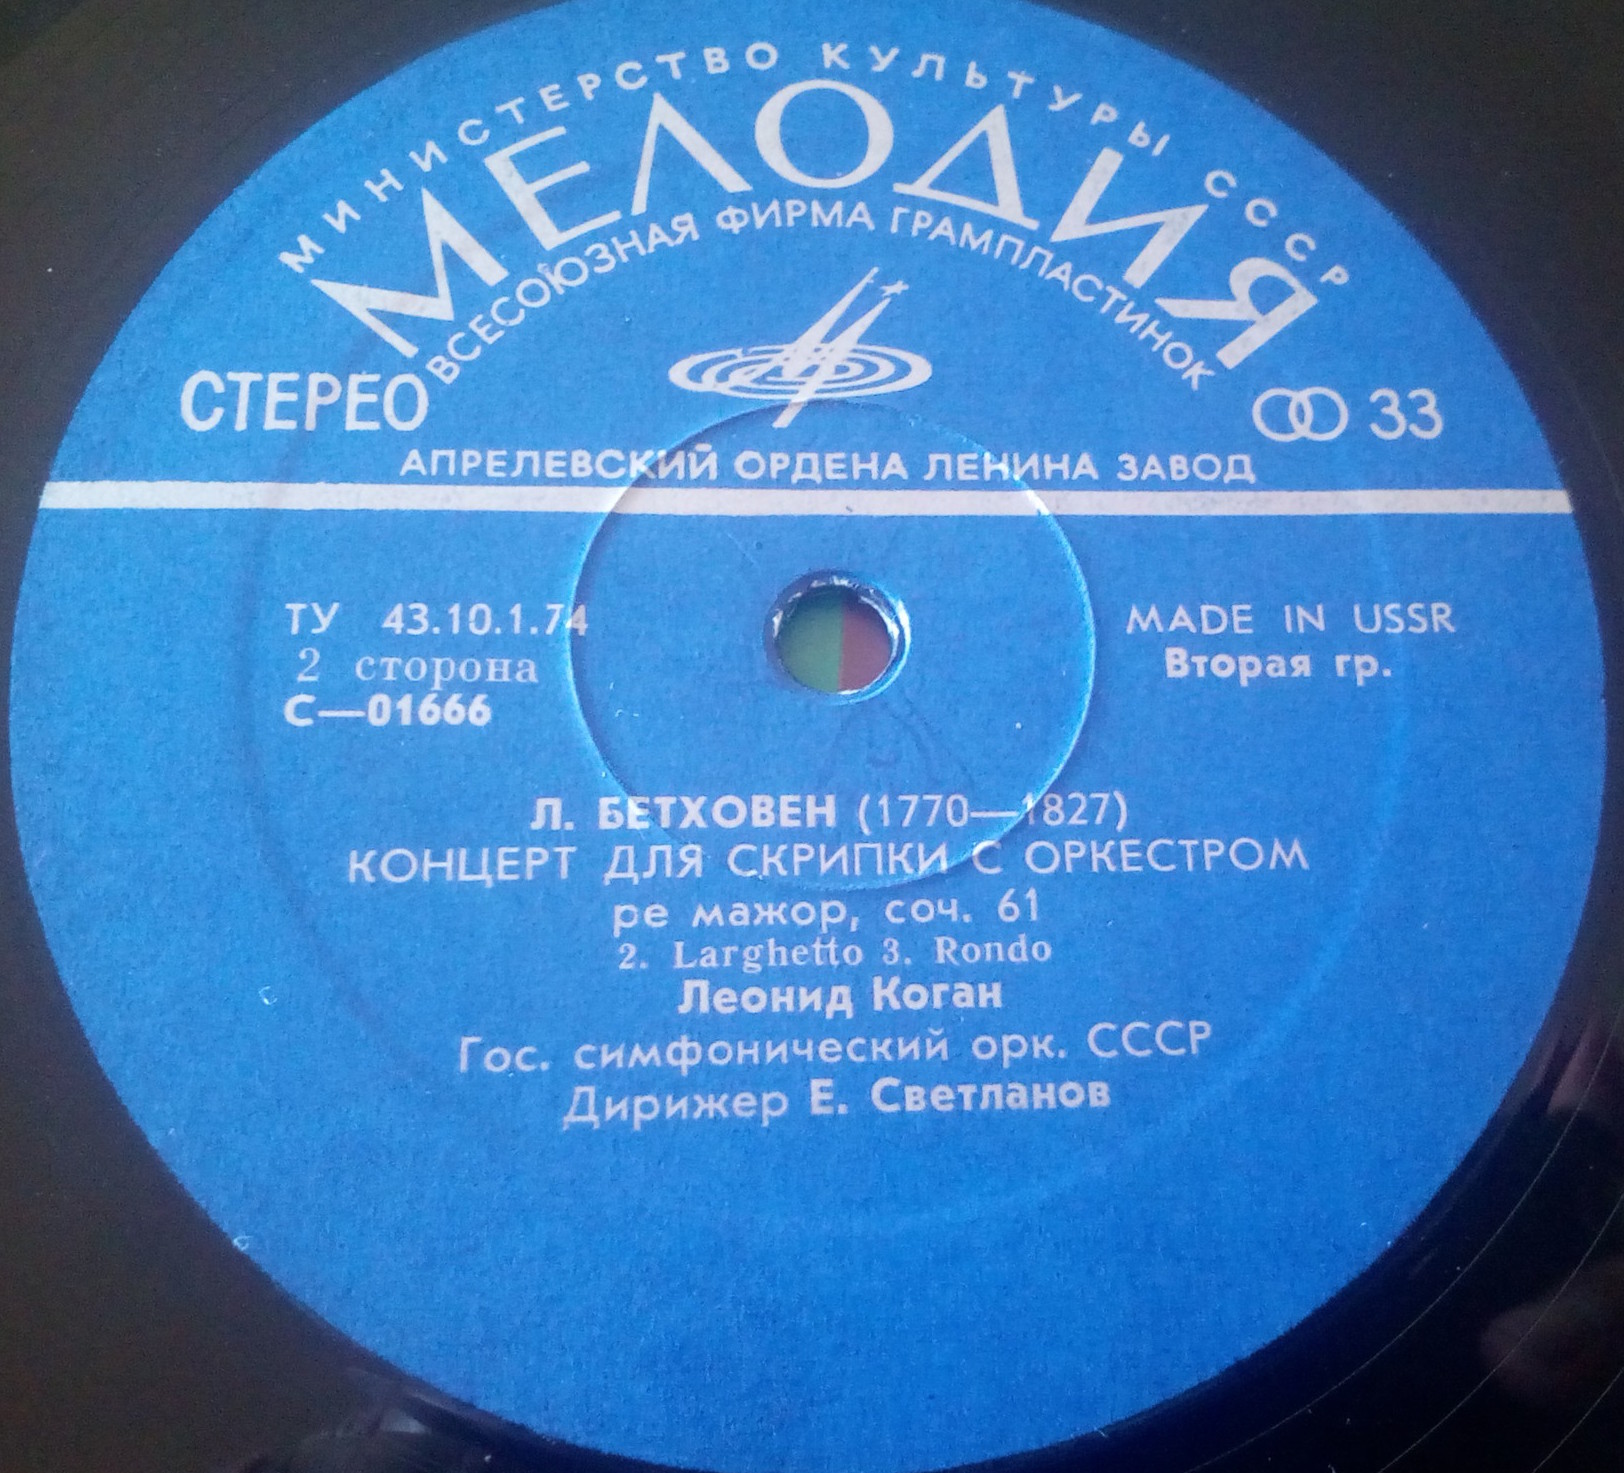 МИНИСТЕРСТВО КУЛЬТУРЫ СССР
МЕЛОДИЯ
ВСЕСОЮЗНАЯ ФИРМА ГРАМПЛАСТИНОК
СТЕРЕО 33
АПРЕЛЕВСКИЙ ОРДЕНА ЛЕНИНА ЗАВОД
ТУ 43.10.1.74 MADE IN USSR
2 сторона Вторая гр.
С—01666
Л. БЕТХОВЕН (1770—1827)
КОНЦЕРТ ДЛЯ СКРИПКИ С ОРКЕСТРОМ
ре мажор, соч. 61
2. Larghetto 3. Rondo
Леонид Коган
Гос. симфонический орк. СССР
Дирижер Е. Светланов